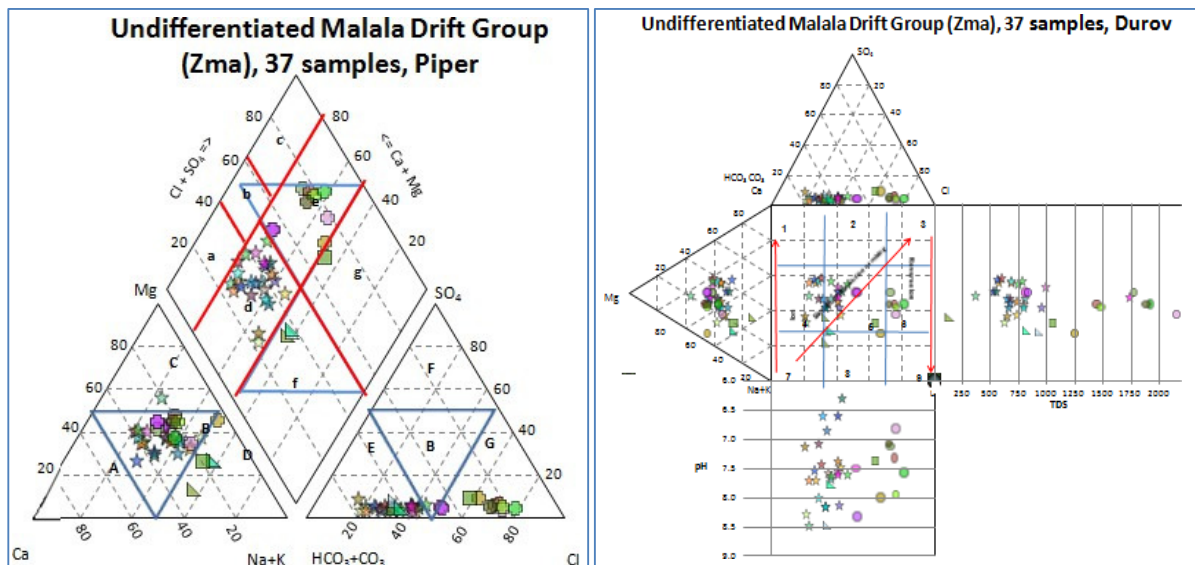 Undifferentiated Malala Drift Group
(Zma), 37 samples, Piper
80
80
c
60
60
Cl + SO₄ =>
<= Ca + Mg
40
40
b
e
20
20
a
g
Mg
SO₄
d
80
80
C
f
F
60
60
40
40
B
E
B
G
A
D
20
20
80
60
40
20
20
40
60
80
Ca
Na+K
HCO₃+CO₃
Cl
Undifferentiated Malala Drift Group (Zma), 37 samples, Durov
SO₄
80
80
60
60
40
40
20
20
HCO₃ CO₃
Ca
Cl
80
60
40
20
Mg
20
40
60
80
Na+K
1
2
3
4
6
7
8
9
6.0
6.5
7.0
7.5
8.0
8.5
9.0
pH
250
500
750
1000
1250
1500
1750
2000
TDS